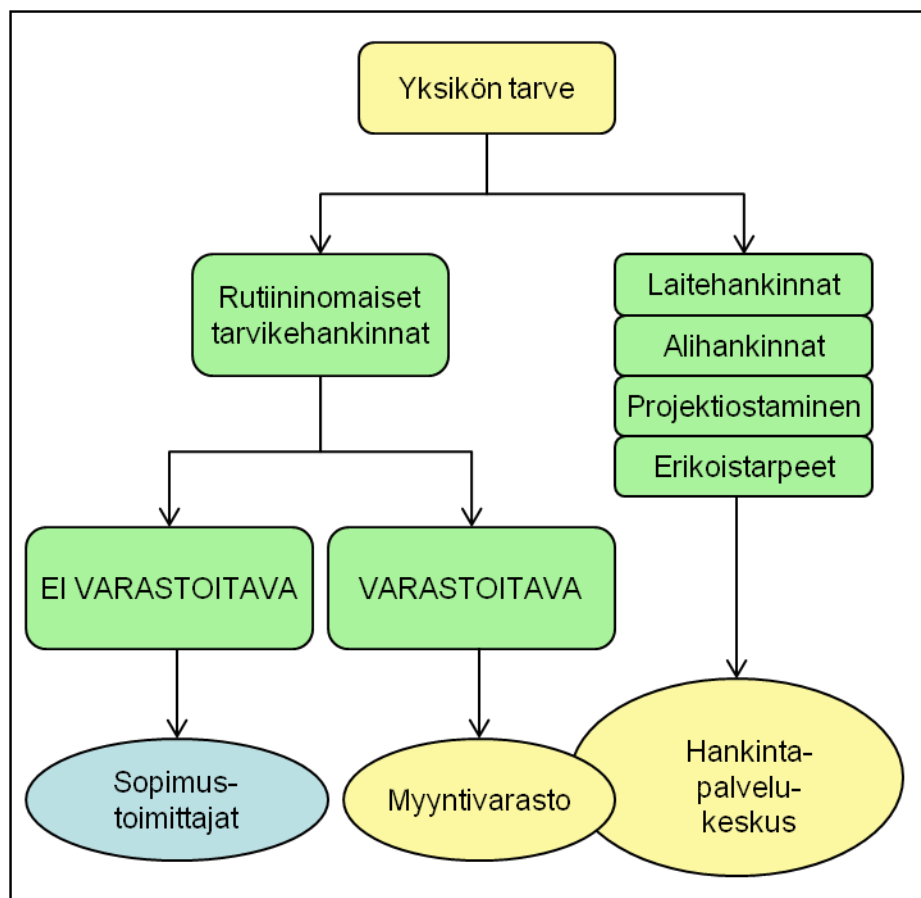 Yksikön tarve
Rutiininomaiset
tarvikehankinnat
Laitehankinnat
Alihankinnat
Projektiostaminen
Erikoistarpeet
EI VARASTOITAVA
VARASTOITAVA
Sopimus-
toimittajat
Myyntivarasto
Hankinta-
palvelu-
keskus